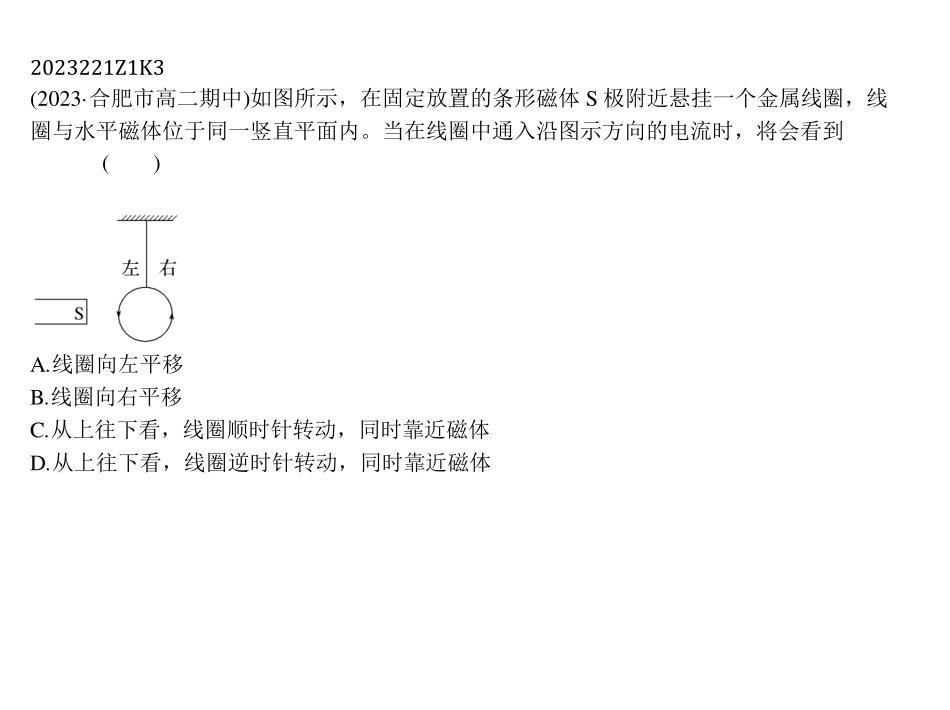 2023221Z1K3
(2023·合肥市高二期中)如图所示，在固定放置的条形磁体 S 极附近悬挂一个金属线圈，线
圈与水平磁体位于同一竖直平面内。当在线圈中通入沿图示方向的电流时，将会看到
(　　)
左 右
S
A.线圈向左平移
B.线圈向右平移
C.从上往下看，线圈顺时针转动，同时靠近磁体
D.从上往下看，线圈逆时针转动，同时靠近磁体